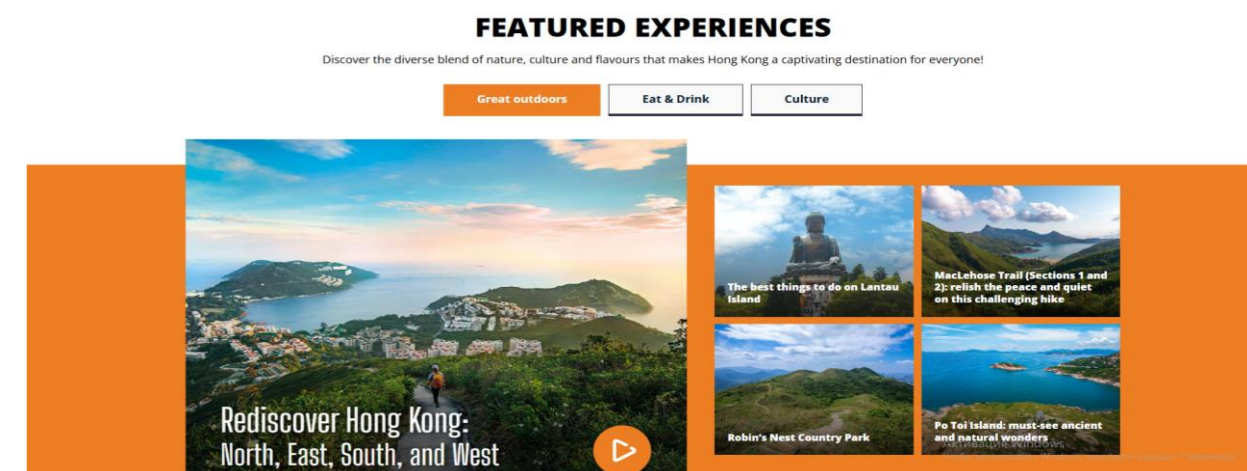 FEATURED EXPERIENCES
Discover the diverse blend of nature, culture and flavours that makes Hong Kong a captivating destination for everyone!
Great outdoors
Eat & Drink
Culture
Rediscover Hong Kong:
North, East, South, and West
The best things to do on Lantau
Island
MacLehose Trail (Sections 1 and
2): relish the peace and quiet
on this challenging hike
Robin's Nest Country Park
Po Toi Island: must-see ancient
and natural wonders
Активация Windows